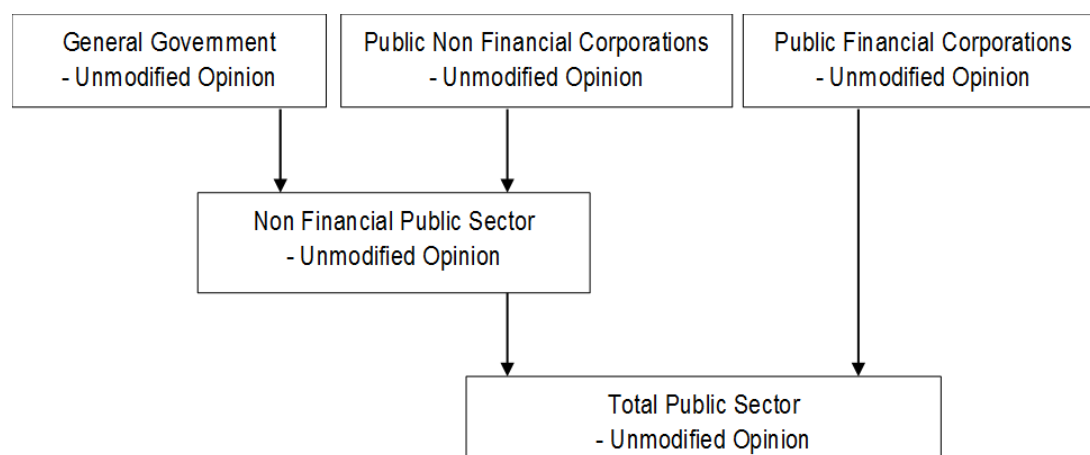 General Government
- Unmodified Opinion
Public Non Financial Corporations
- Unmodified Opinion
Public Financial Corporations
- Unmodified Opinion
Non Financial Public Sector
- Unmodified Opinion
Total Public Sector
- Unmodified Opinion